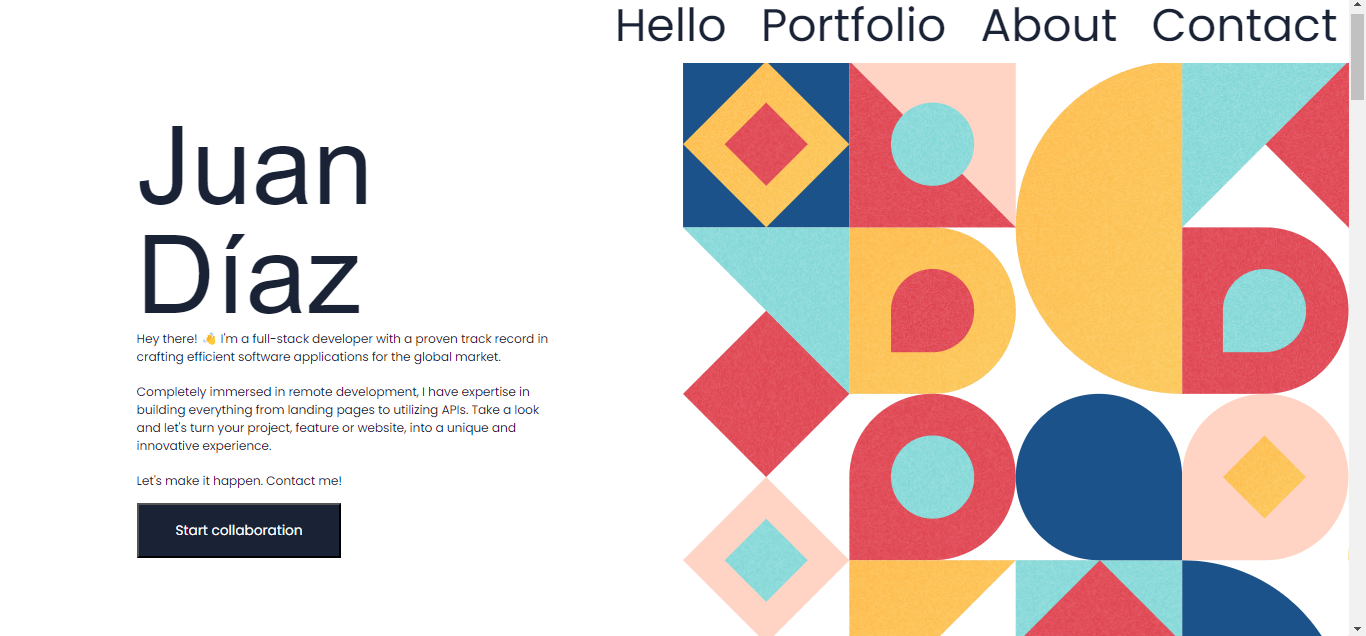 Hello Portfolio About Contact
Juan
Díaz
Hey there! 👋 I'm a full-stack developer with a proven track record in
crafting efficient software applications for the global market.
Completely immersed in remote development, I have expertise in
building everything from landing pages to utilizing APIs. Take a look
and let's turn your project, feature or website, into a unique and
innovative experience.
Let's make it happen. Contact me!
Start collaboration